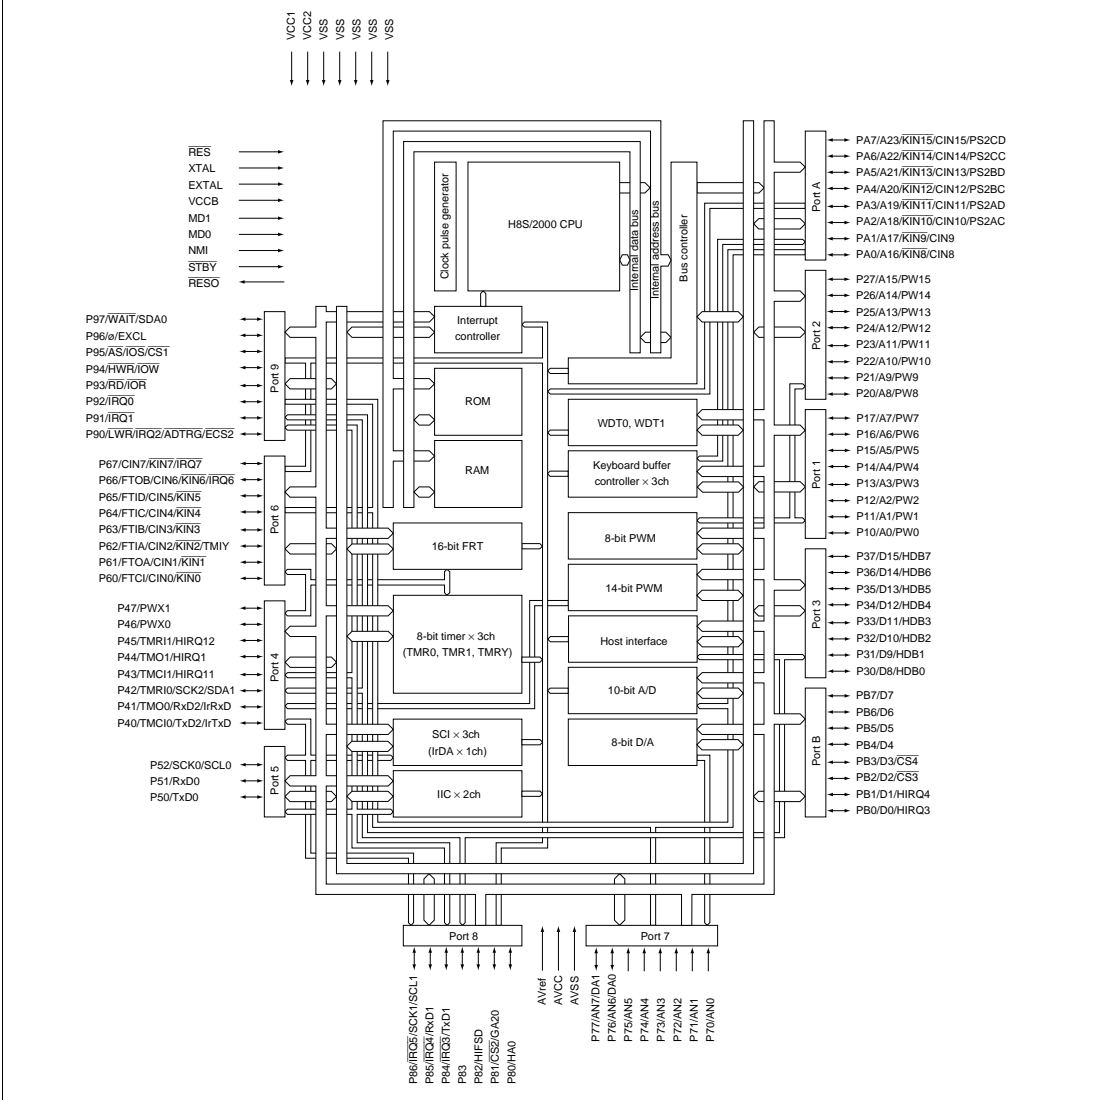 VCC1
VCC2
VSS
VSS
VSS
VSS
VSS
RES
XTAL
EXTAL
VCCB
MD1
MD0
NMI
STBY
RESO
P97/WAIT/SDA0
P96/ø/EXCL
P95/AS/IOS/CS1
P94/HWR/IOW
P93/RD/IOR
P92/IRQ0
P91/IRQ1
P90/LWR/IRQ2/ADTRG/ECS2
Port 9
P67/CIN7/KIN7/IRQ7
P66/FTOB/CIN6/KIN6/IRQ6
P65/FTID/CIN5/KIN5
P64/FTIC/CIN4/KIN4
P63/FTIB/CIN3/KIN3
P62/FTIA/CIN2/KIN2/TMIY
P61/FTOA/CIN1/KIN1
P60/FTCI/CIN0/KIN0
Port 6
P47/PWX1
P46/PWX0
P45/TMRI1/HIRQ12
P44/TMO1/HIRQ1
P43/TMCI1/HIRQ11
P42/TMRI0/SCK2/SDA1
P41/TMO0/RxD2/IrRxD
P40/TMCI0/TxD2/IrTxD
Port 4
P52/SCK0/SCL0
P51/RxD0
P50/TxD0
Port 5
Clock pulse generator
H8S/2000 CPU
Internal data bus
Internal address bus
Bus controller
Interrupt
controller
ROM
RAM
16-bit FRT
8-bit timer × 3ch
(TMR0, TMR1, TMRY)
SCI × 3ch
(IrDA × 1ch)
IIC × 2ch
WDT0, WDT1
Keyboard buffer
controller × 3ch
8-bit PWM
14-bit PWM
Host interface
10-bit A/D
8-bit D/A
Port A
PA7/A23/KIN15/CIN15/PS2CD
PA6/A22/KIN14/CIN14/PS2CC
PA5/A21/KIN13/CIN13/PS2BD
PA4/A20/KIN12/CIN12/PS2BC
PA3/A19/KIN11/CIN11/PS2AD
PA2/A18/KIN10/CIN10/PS2AC
PA1/A17/KIN9/CIN9
PA0/A16/KIN8/CIN8
Port 2
P27/A15/PW15
P26/A14/PW14
P25/A13/PW13
P24/A12/PW12
P23/A11/PW11
P22/A10/PW10
P21/A9/PW9
P20/A8/PW8
Port 1
P17/A7/PW7
P16/A6/PW6
P15/A5/PW5
P14/A4/PW4
P13/A3/PW3
P12/A2/PW2
P11/A1/PW1
P10/A0/PW0
Port 3
P37/D15/HDB7
P36/D14/HDB6
P35/D13/HDB5
P34/D12/HDB4
P33/D11/HDB3
P32/D10/HDB2
P31/D9/HDB1
P30/D8/HDB0
Port B
PB7/D7
PB6/D6
PB5/D5
PB4/D4
PB3/D3/CS4
PB2/D2/CS3
PB1/D1/HIRQ4
PB0/D0/HIRQ3
Port 8
P86/IRQ5/SCK1/SCL1
P85/IRQ4/RxD1
P84/IRQ3/TxD1
P83
P82/HIFSD
P81/CS2/GA20
P80/HA0
AVref
AVCC
AVSS
Port 7
P77/AN7/DA1
P76/AN6/DA0
P75/AN5
P74/AN4
P73/AN3
P72/AN2
P71/AN1
P70/AN0